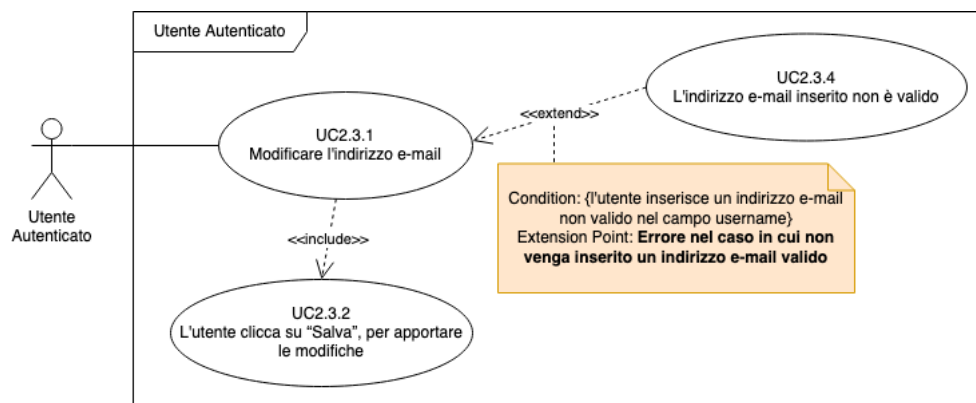 Utente Autenticato
UC2.3.4
L'indirizzo e-mail inserito non è valido
<<extend>>
UC2.3.1
Modificare l'indirizzo e-mail
Utente
Autenticato
Condition: {l'utente inserisce un indirizzo e-mail
non valido nel campo username}
Extension Point: Errore nel caso in cui non
venga inserito un indirizzo e-mail valido
<<include>>
UC2.3.2
L'utente clicca su “Salva”, per apportare
le modifiche